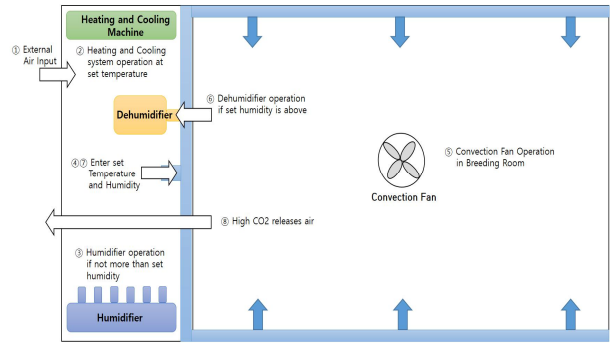 Heating and Cooling
Machine
① External
Air Input
② Heating and Cooling
system operation at
set temperature
Dehumidifier
⑥ Dehumidifier operation
if set humidity is above
④⑦ Enter set
Temperature
and Humidity
⑤ Convection Fan Operation
in Breeding Room
Convection Fan
⑧ High CO2 releases air
③ Humidifier operation
if not more than set
humidity
Humidifier